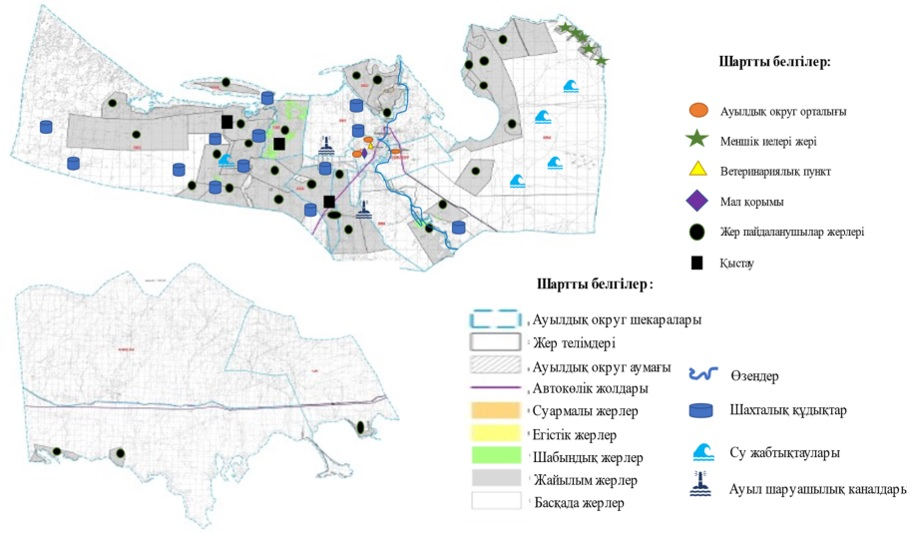 Шартты белгілер:
Ауылдық округ орталығы
Меншік иелері жері
Ветеринариялық пункт
Мал қорымы
Жер пайдаланушылар жерлері
Қыстау
Шартты белгілер:
Ауылдық округ шекаралары
Жер телімдері
Ауылдық округ аумағы
Автокөлік жолдары
Суармалы жерлер
Егістік жерлер
Шабындық жерлер
Жайылым жерлер
Басқада жерлер
Өзендер
Шахталық құдықтар
Су жабтықтаулары
Ауыл шаруашылық каналдарь